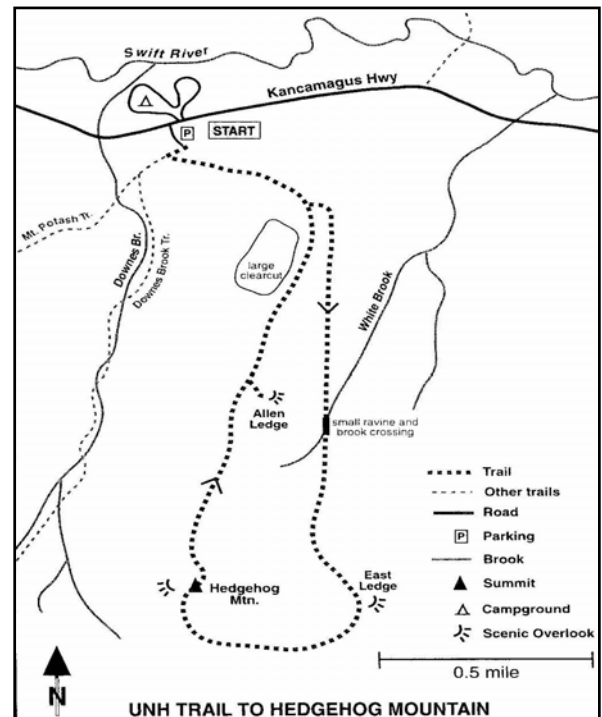 Swift River
Kancamagus Hwy
P
START
Mt. Potash Tr.
Downes Br.
Downes Brook Tr.
large
clearcut
White Brook
Allen
Ledge
small ravine and
brook crossing
Hedgehog
Mtn.
East
Ledge
Trail
Other trails
Road
P
Parking
Brook
Summit
Campground
Scenic Overlook
N
0.5 mile
UNH TRAIL TO HEDGEHOG MOUNTAIN